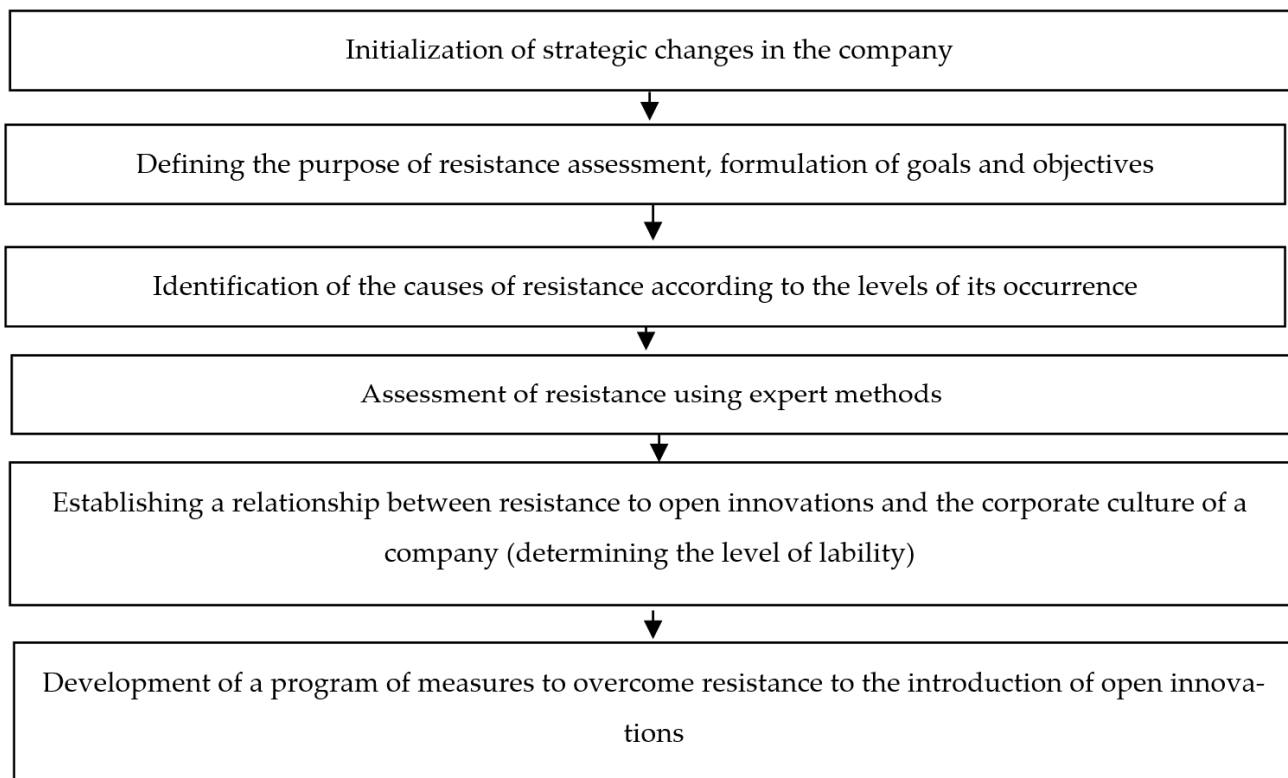 Initialization of strategic changes in the company
Defining the purpose of resistance assessment, formulation of goals and objectives
Identification of the causes of resistance according to the levels of its occurrence
Assessment of resistance using expert methods
Establishing a relationship between resistance to open innovations and the corporate culture of a
company (determining the level of lability)
Development of a program of measures to overcome resistance to the introduction of open innova-
tions